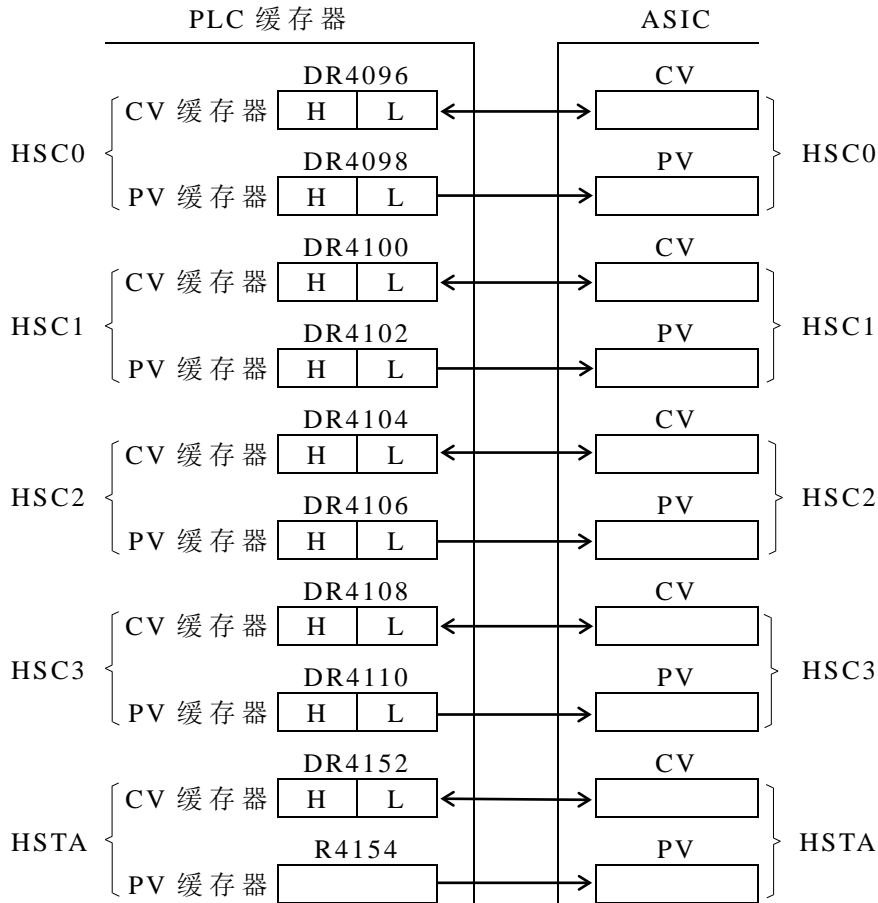 PLC 缓存器 ASIC
DR4096 CV
CV 缓存器 H L
HSC0 HSC0
DR4098 PV
PV 缓存器 H L
DR4100 CV
CV 缓存器 H L
HSC1 HSC1
DR4102 PV
PV 缓存器 H L
DR4104 CV
CV 缓存器 H L
HSC2 HSC2
DR4106 PV
PV 缓存器 H L
DR4108 CV
CV 缓存器 H L
HSC3 HSC3
DR4110 PV
PV 缓存器 H L
DR4152 CV
CV 缓存器 H L
HSTA HSTA
R4154 PV
PV 缓存器